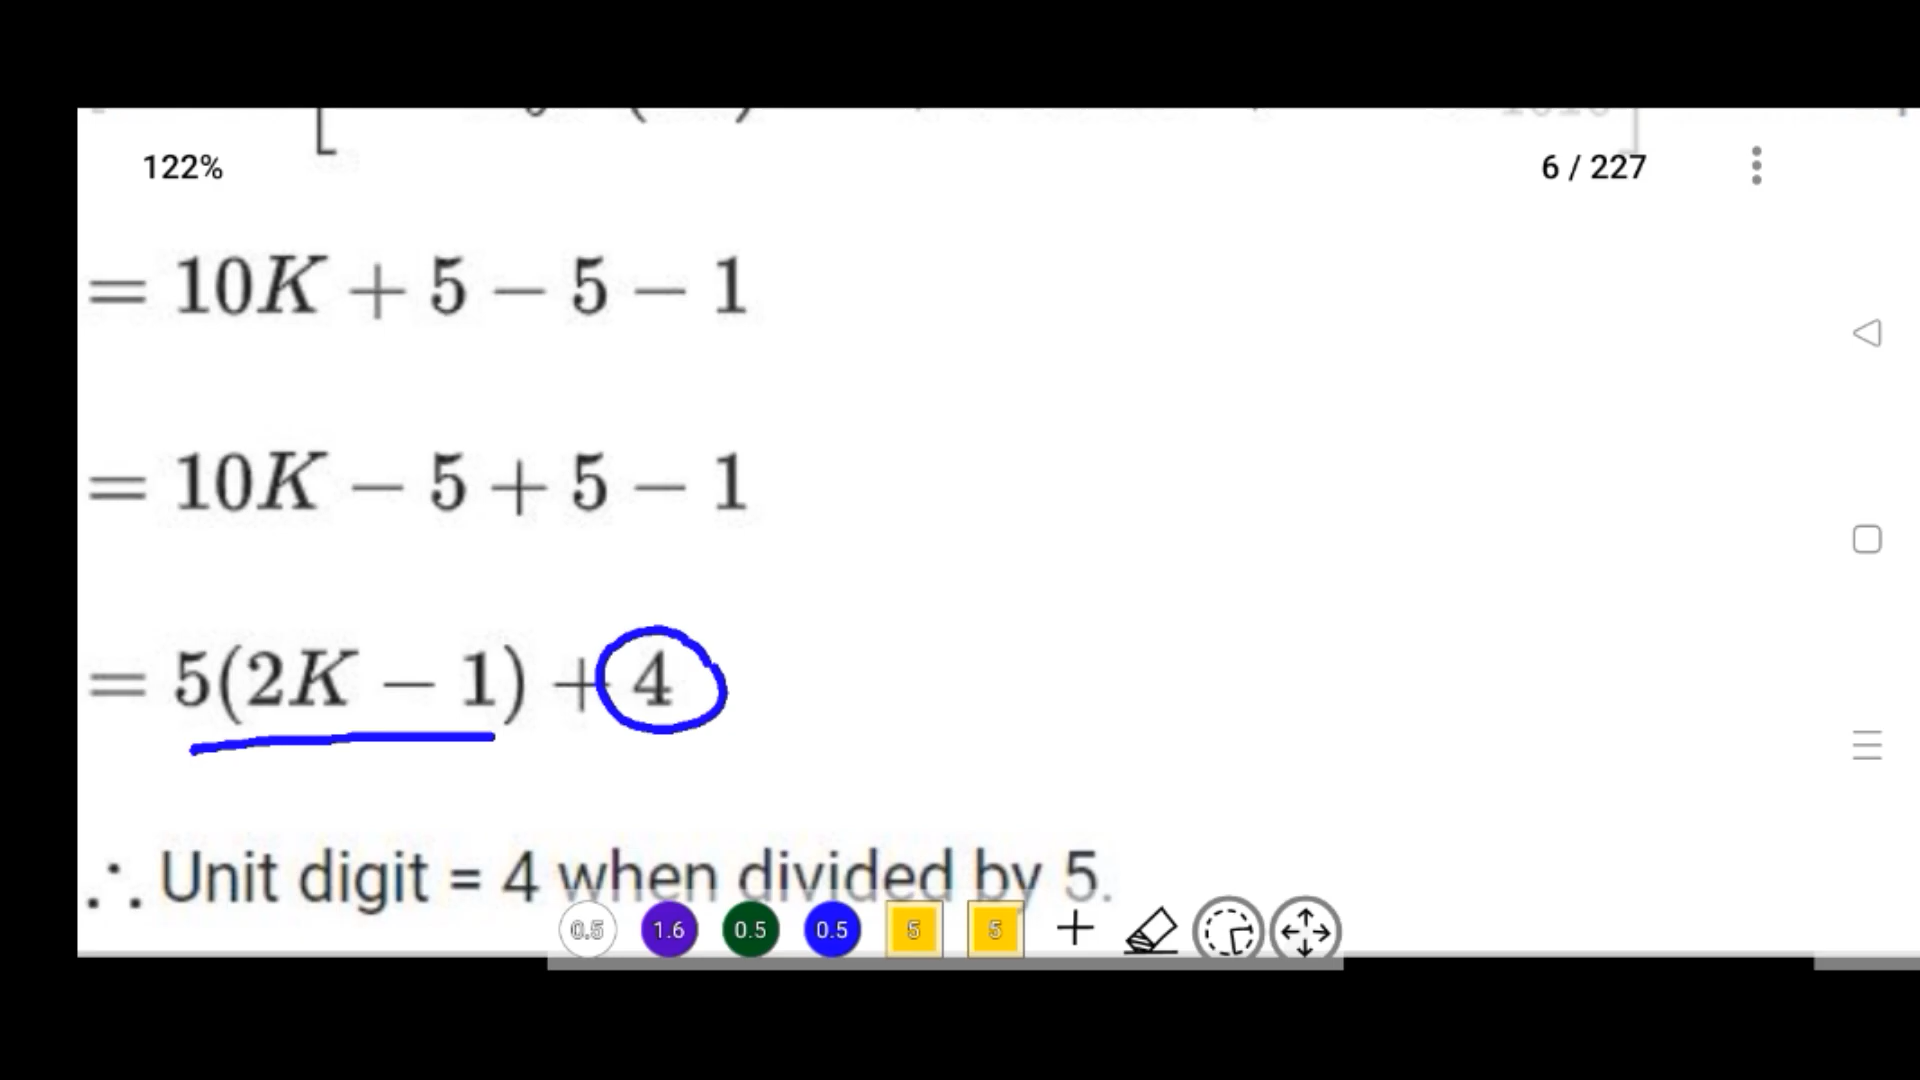 122%
6 / 227
= 10K + 5 − 5 − 1
= 10K − 5 + 5 − 1
= 5(2K − 1) + 4
∴ Unit digit = 4 when divided by 5.
0.5 1.6 0.5 0.5 5 5